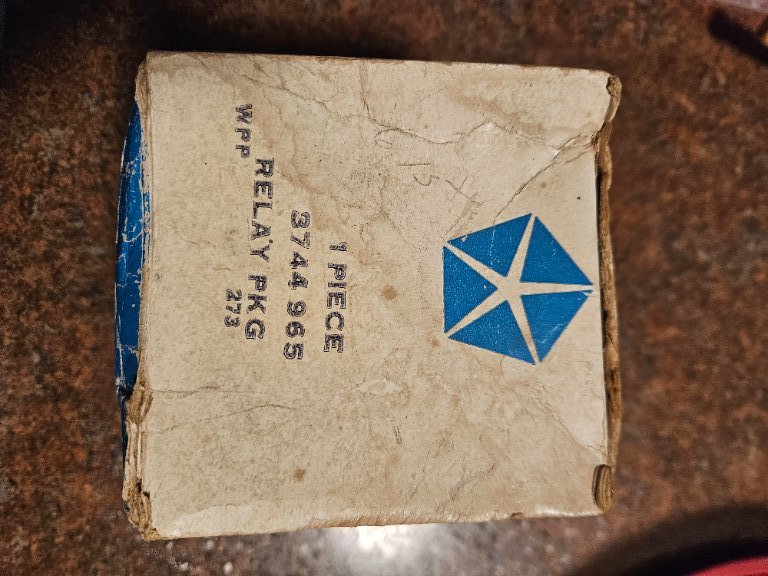 1 PIECE
3744 965
RELAY PKG
WPP 273